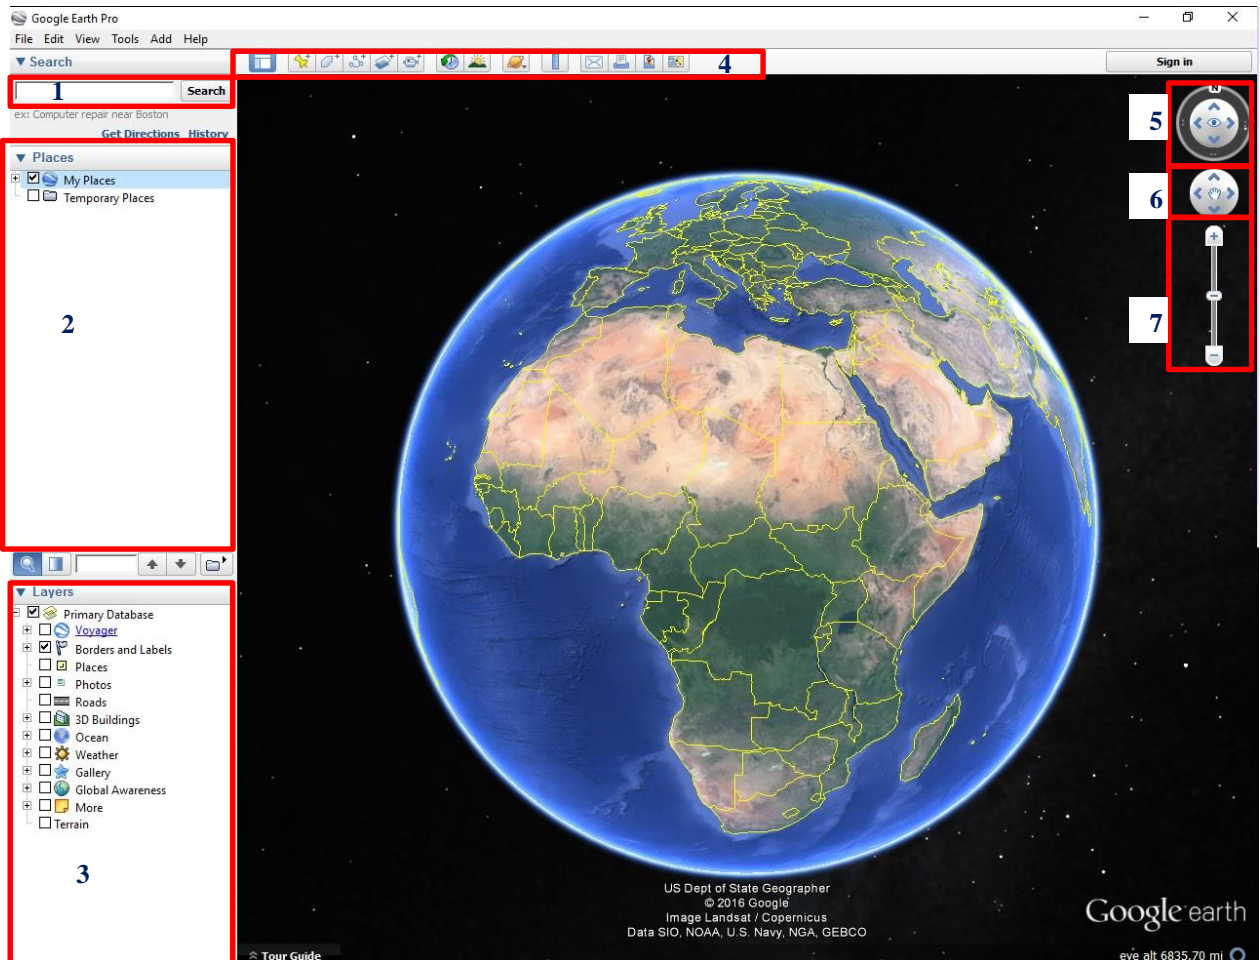 Google Earth Pro
File Edit View Tools Add Help
Search
4
Sign in
1
Search
ex: Computer repair near Boston
Get Directions History
N
5
Places
My Places
Temporary Places
6
2
7
Layers
Primary Database
Voyager
Borders and Labels
Places
Photos
Roads
3D Buildings
Ocean
Weather
Gallery
Global Awareness
More
Terrain
3
US Dept of State Geographer
© 2016 Google
Image Landsat / Copernicus
Data SIO, NOAA, U.S. Navy, NGA, GEBCO
Google earth
Tour Guide
eye alt 6835.70 mi